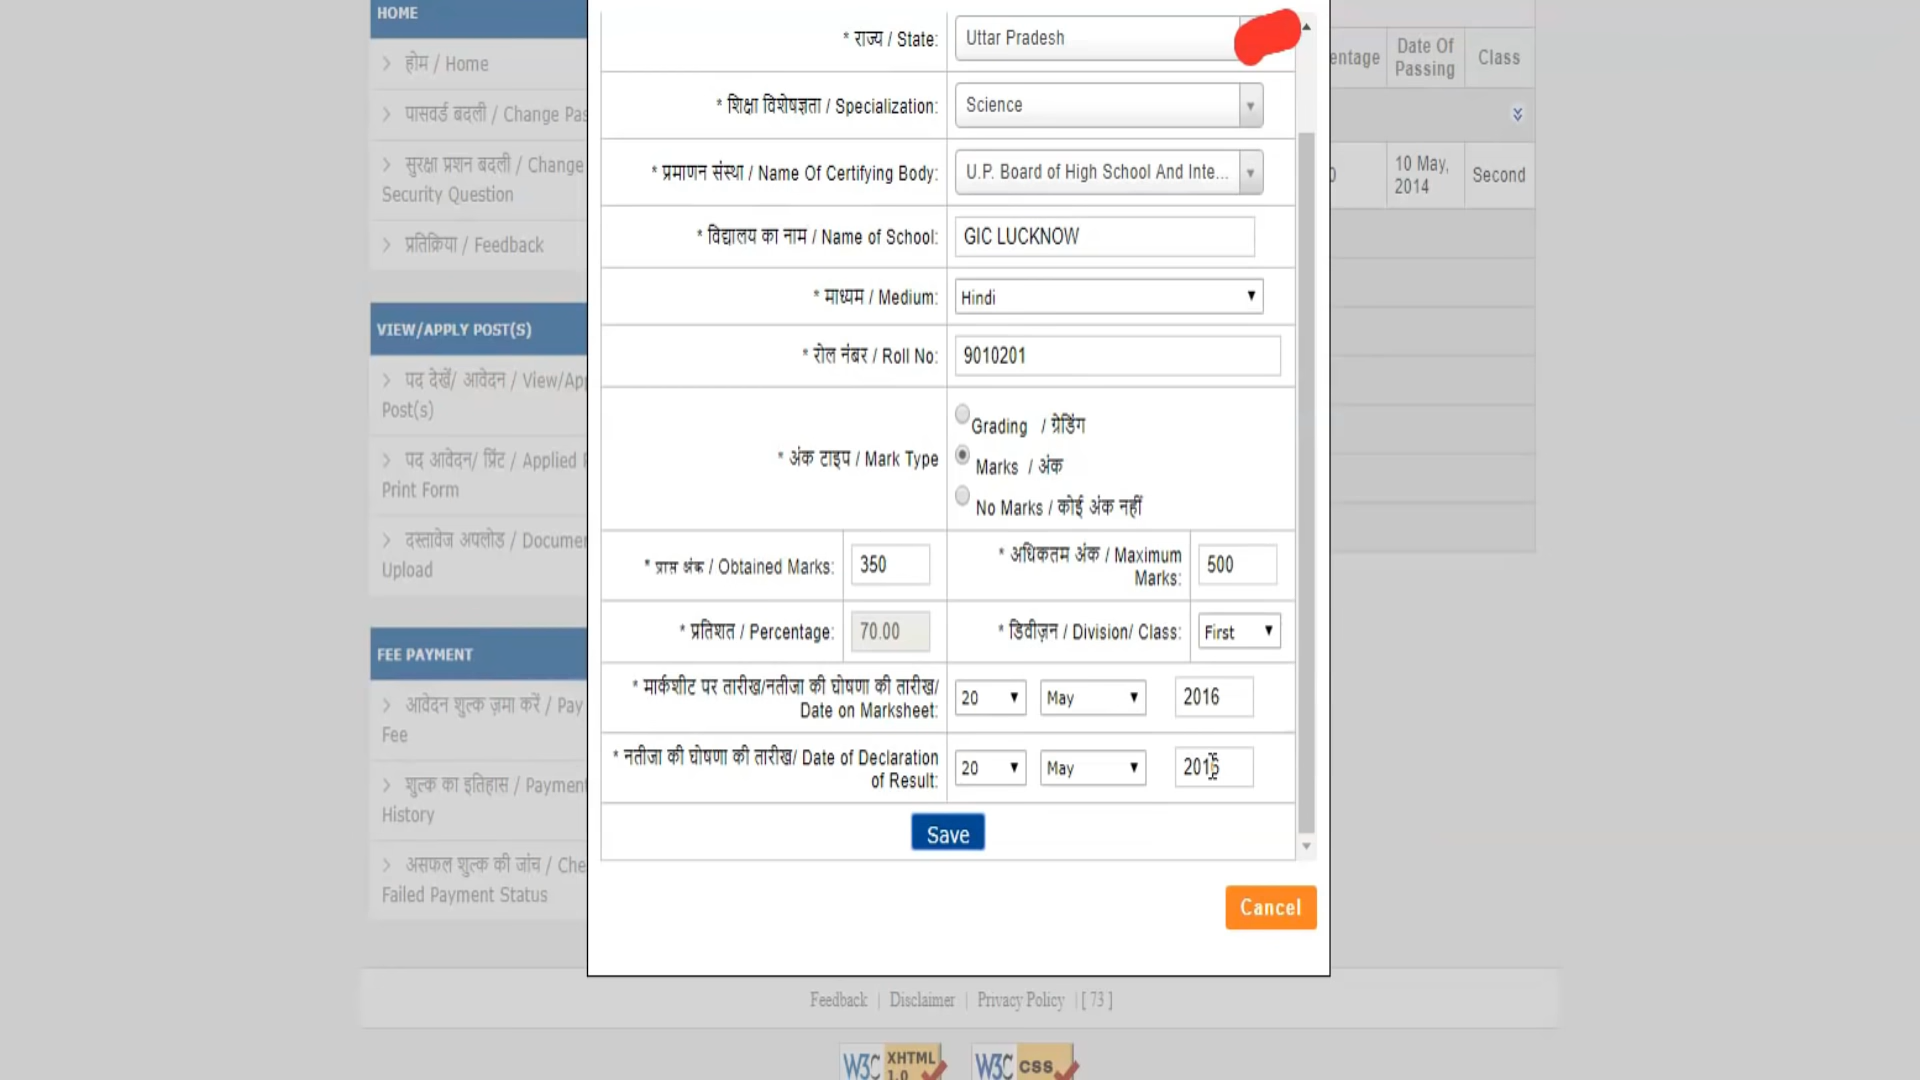 HOME
> होम / Home
> पासवर्ड बदली / Change Pas
> सुरक्षा प्रशन बदली / Change
Security Question
> प्रतिक्रिया / Feedback
VIEW/APPLY POST(S)
> पद देखें/ आवेदन / View/App
Post(s)
> पद आवेदन/ प्रिंट / Applied
Print Form
> दस्तावेज अपलोड / Documen
Upload
FEE PAYMENT
> आवेदन शुल्क ज़मा करें / Pay
Fee
> शुल्क का इतिहास / Payment
History
> असफल शुल्क की जांच / Che
Failed Payment Status
* राज्य / State: Uttar Pradesh
* शिक्षा विशेषज्ञता / Specialization: Science
* प्रमाणन संस्था / Name Of Certifying Body: U.P. Board of High School And Inte...
* विद्यालय का नाम / Name of School: GIC LUCKNOW
* माध्यम / Medium: Hindi
* रोल नंबर / Roll No: 9010201
* अंक टाइप / Mark Type
Grading / ग्रेडिंग
Marks / अंक
No Marks / कोई अंक नहीं
* प्राप्त अंक / Obtained Marks: 350
* अधिकतम अंक / Maximum
Marks: 500
* प्रतिशत / Percentage: 70.00
* डिवीज़न / Division/ Class: First
* मार्कशीट पर तारीख/नतीजा की घोषणा की तारीख/
Date on Marksheet: 20 May 2016
* नतीजा की घोषणा की तारीख/ Date of Declaration
of Result: 20 May
Save
Cancel
entage
Date Of
Passing
Class
0
10 May,
2014
Second
Feedback | Disclaimer | Privacy Policy | [ 73 ]
W3C XHTML
1.0
W3C CSS